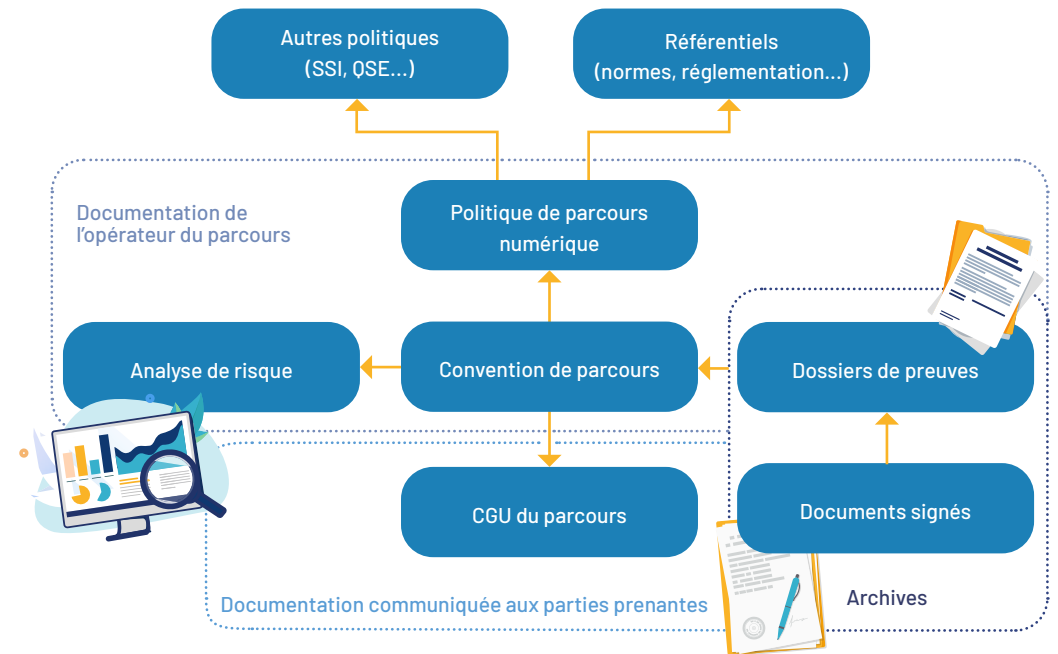 Autres politiques
(SSI, QSE...)
Référentiels
(normes, réglementation...)
Documentation de
l'opérateur du parcours
Politique de parcours
numérique
Analyse de risque
Convention de parcours
Dossiers de preuves
CGU du parcours
Documents signés
Documentation communiquée aux parties prenantes
Archives